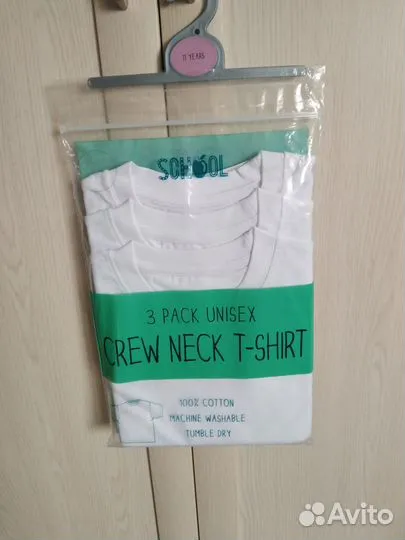 11 YEARS
SCHOOL
3 PACK UNISEX
CREW NECK T-SHIRT
100% COTTON
MACHINE WASHABLE
TUMBLE DRY
Avito